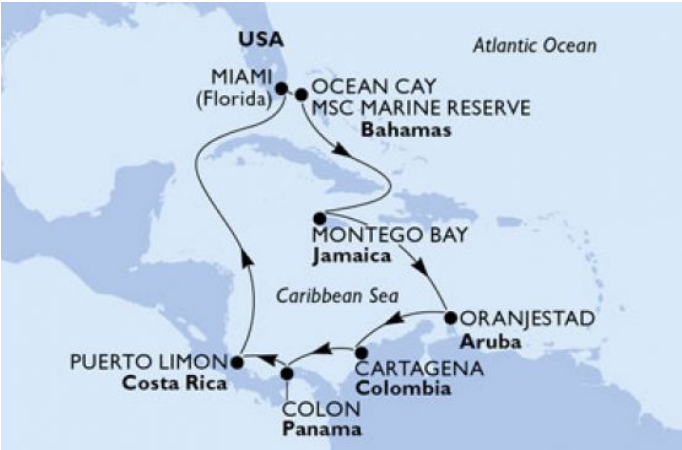 USA
Atlantic Ocean
MIAMI
(Florida)
OCEAN CAY
MSC MARINE RESERVE
Bahamas
MONTEGO BAY
Jamaica
Caribbean Sea
ORANJESTAD
Aruba
PUERTO LIMON
Costa Rica
CARTAGENA
Colombia
COLON
Panama